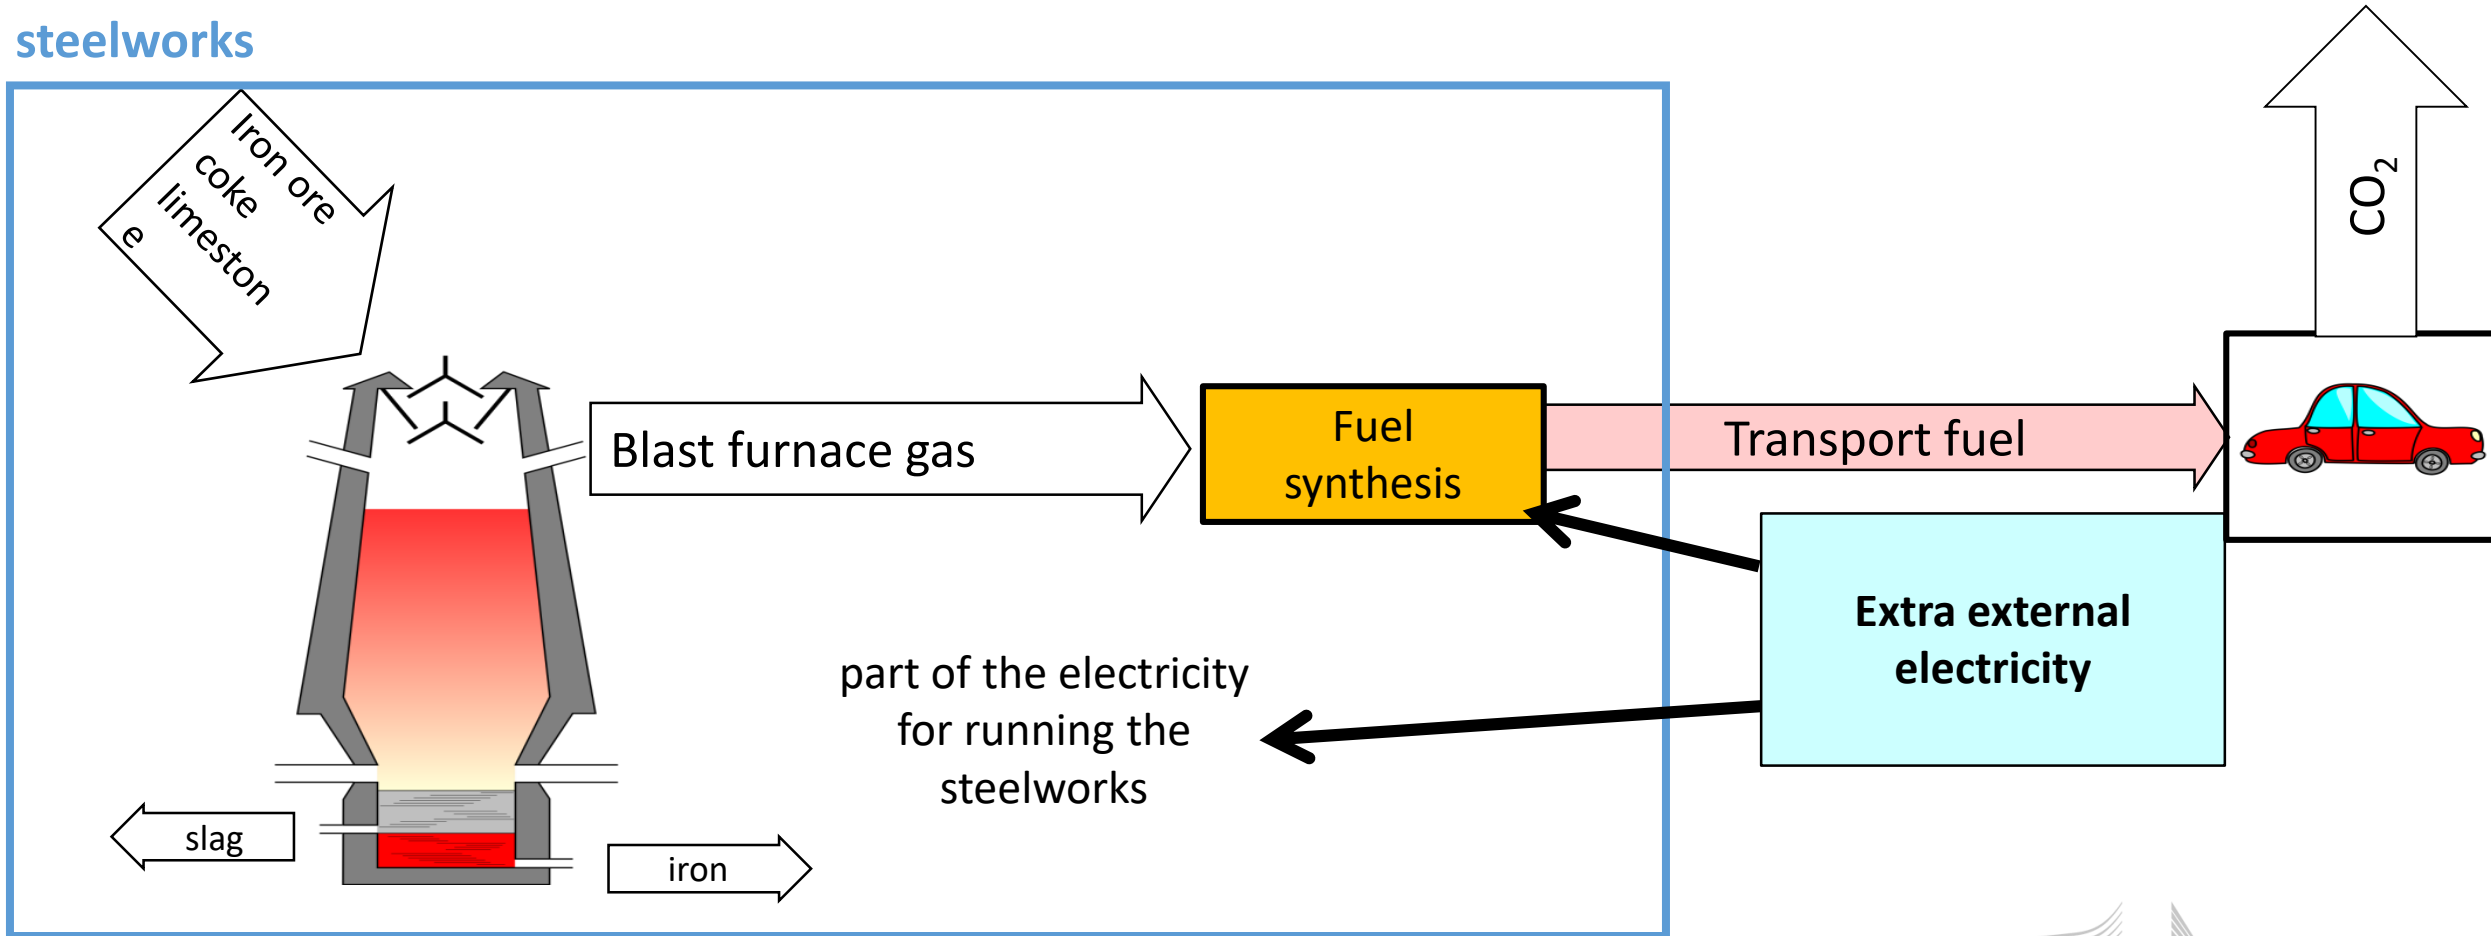 steelworks
Iron ore
coke
limeston
e
Blast furnace gas
Fuel
synthesis
Transport fuel
CO₂
Extra external
electricity
part of the electricity
for running the
steelworks
slag
iron